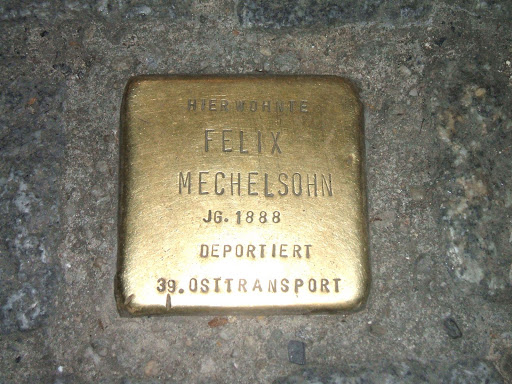 HIER WOHNTE
FELIX
MECHELSOHN
JG. 1888
DEPORTIERT
39. OSTTRANSPORT